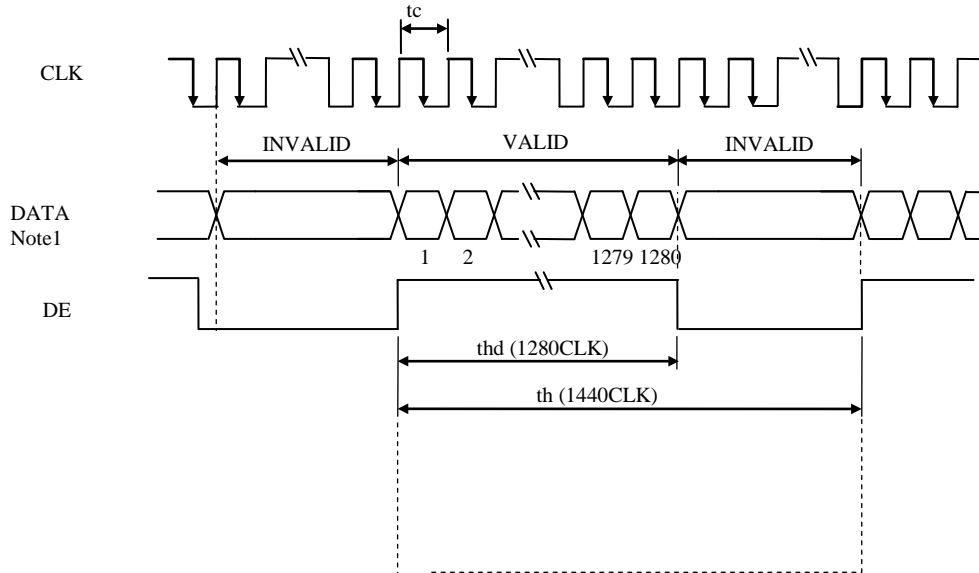 tc
CLK
INVALID VALID INVALID
DATA
Note1
1 2 1279 1280
DE
thd (1280CLK)
th (1440CLK)